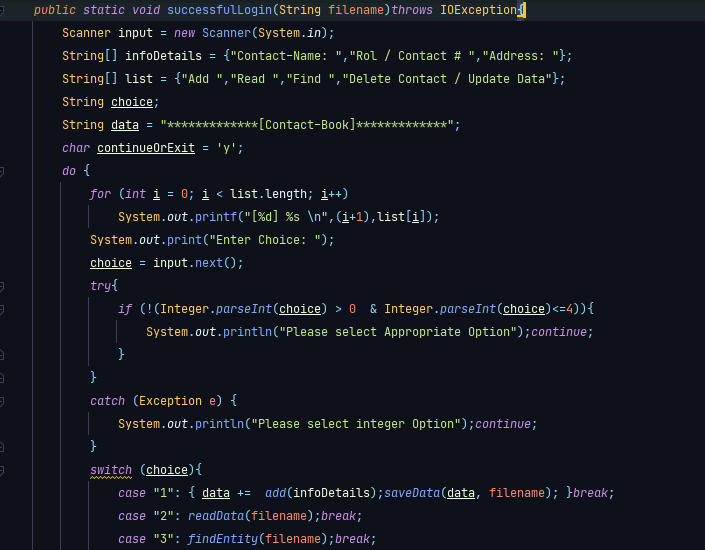 public static void successfulLogin(String filename)throws IOException{
Scanner input = new Scanner(System.in);
String[] infoDetails = {"Contact-Name: ","Rol / Contact # ","Address: "};
String[] list = {"Add ","Read ","Find ","Delete Contact / Update Data"};
String choice;
String data = "*************[Contact-Book]*************";
char continueOrExit = 'y';
do {
for (int i = 0; i < list.length; i++)
System.out.printf("[%d] %s \n",(i+1),list[i]);
System.out.print("Enter Choice: ");
choice = input.next();
try{
if (!(Integer.parseInt(choice) > 0  & Integer.parseInt(choice)<=4)){
System.out.println("Please select Appropriate Option");continue;
}
}
catch (Exception e) {
System.out.println("Please select integer Option");continue;
}
switch (choice){
case "1": { data +=  add(infoDetails);saveData(data, filename); }break;
case "2": readData(filename);break;
case "3": findEntity(filename);break;